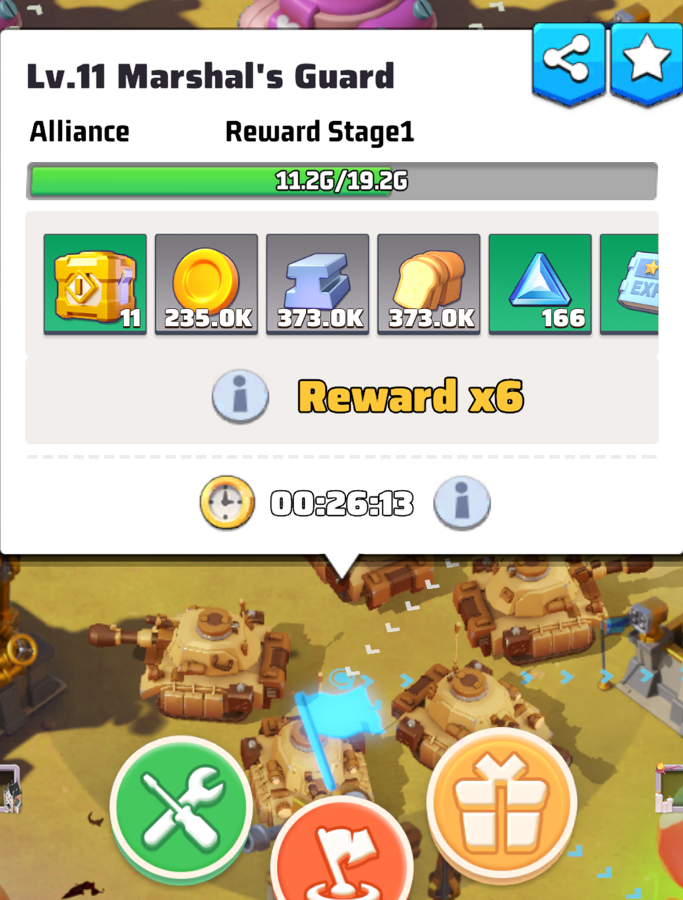 Lv.11 Marshal's Guard
Alliance Reward Stage1
11.2G/19.2G
11 235.0K 373.0K 373.0K 166 EXP
Reward x6
00:26:13